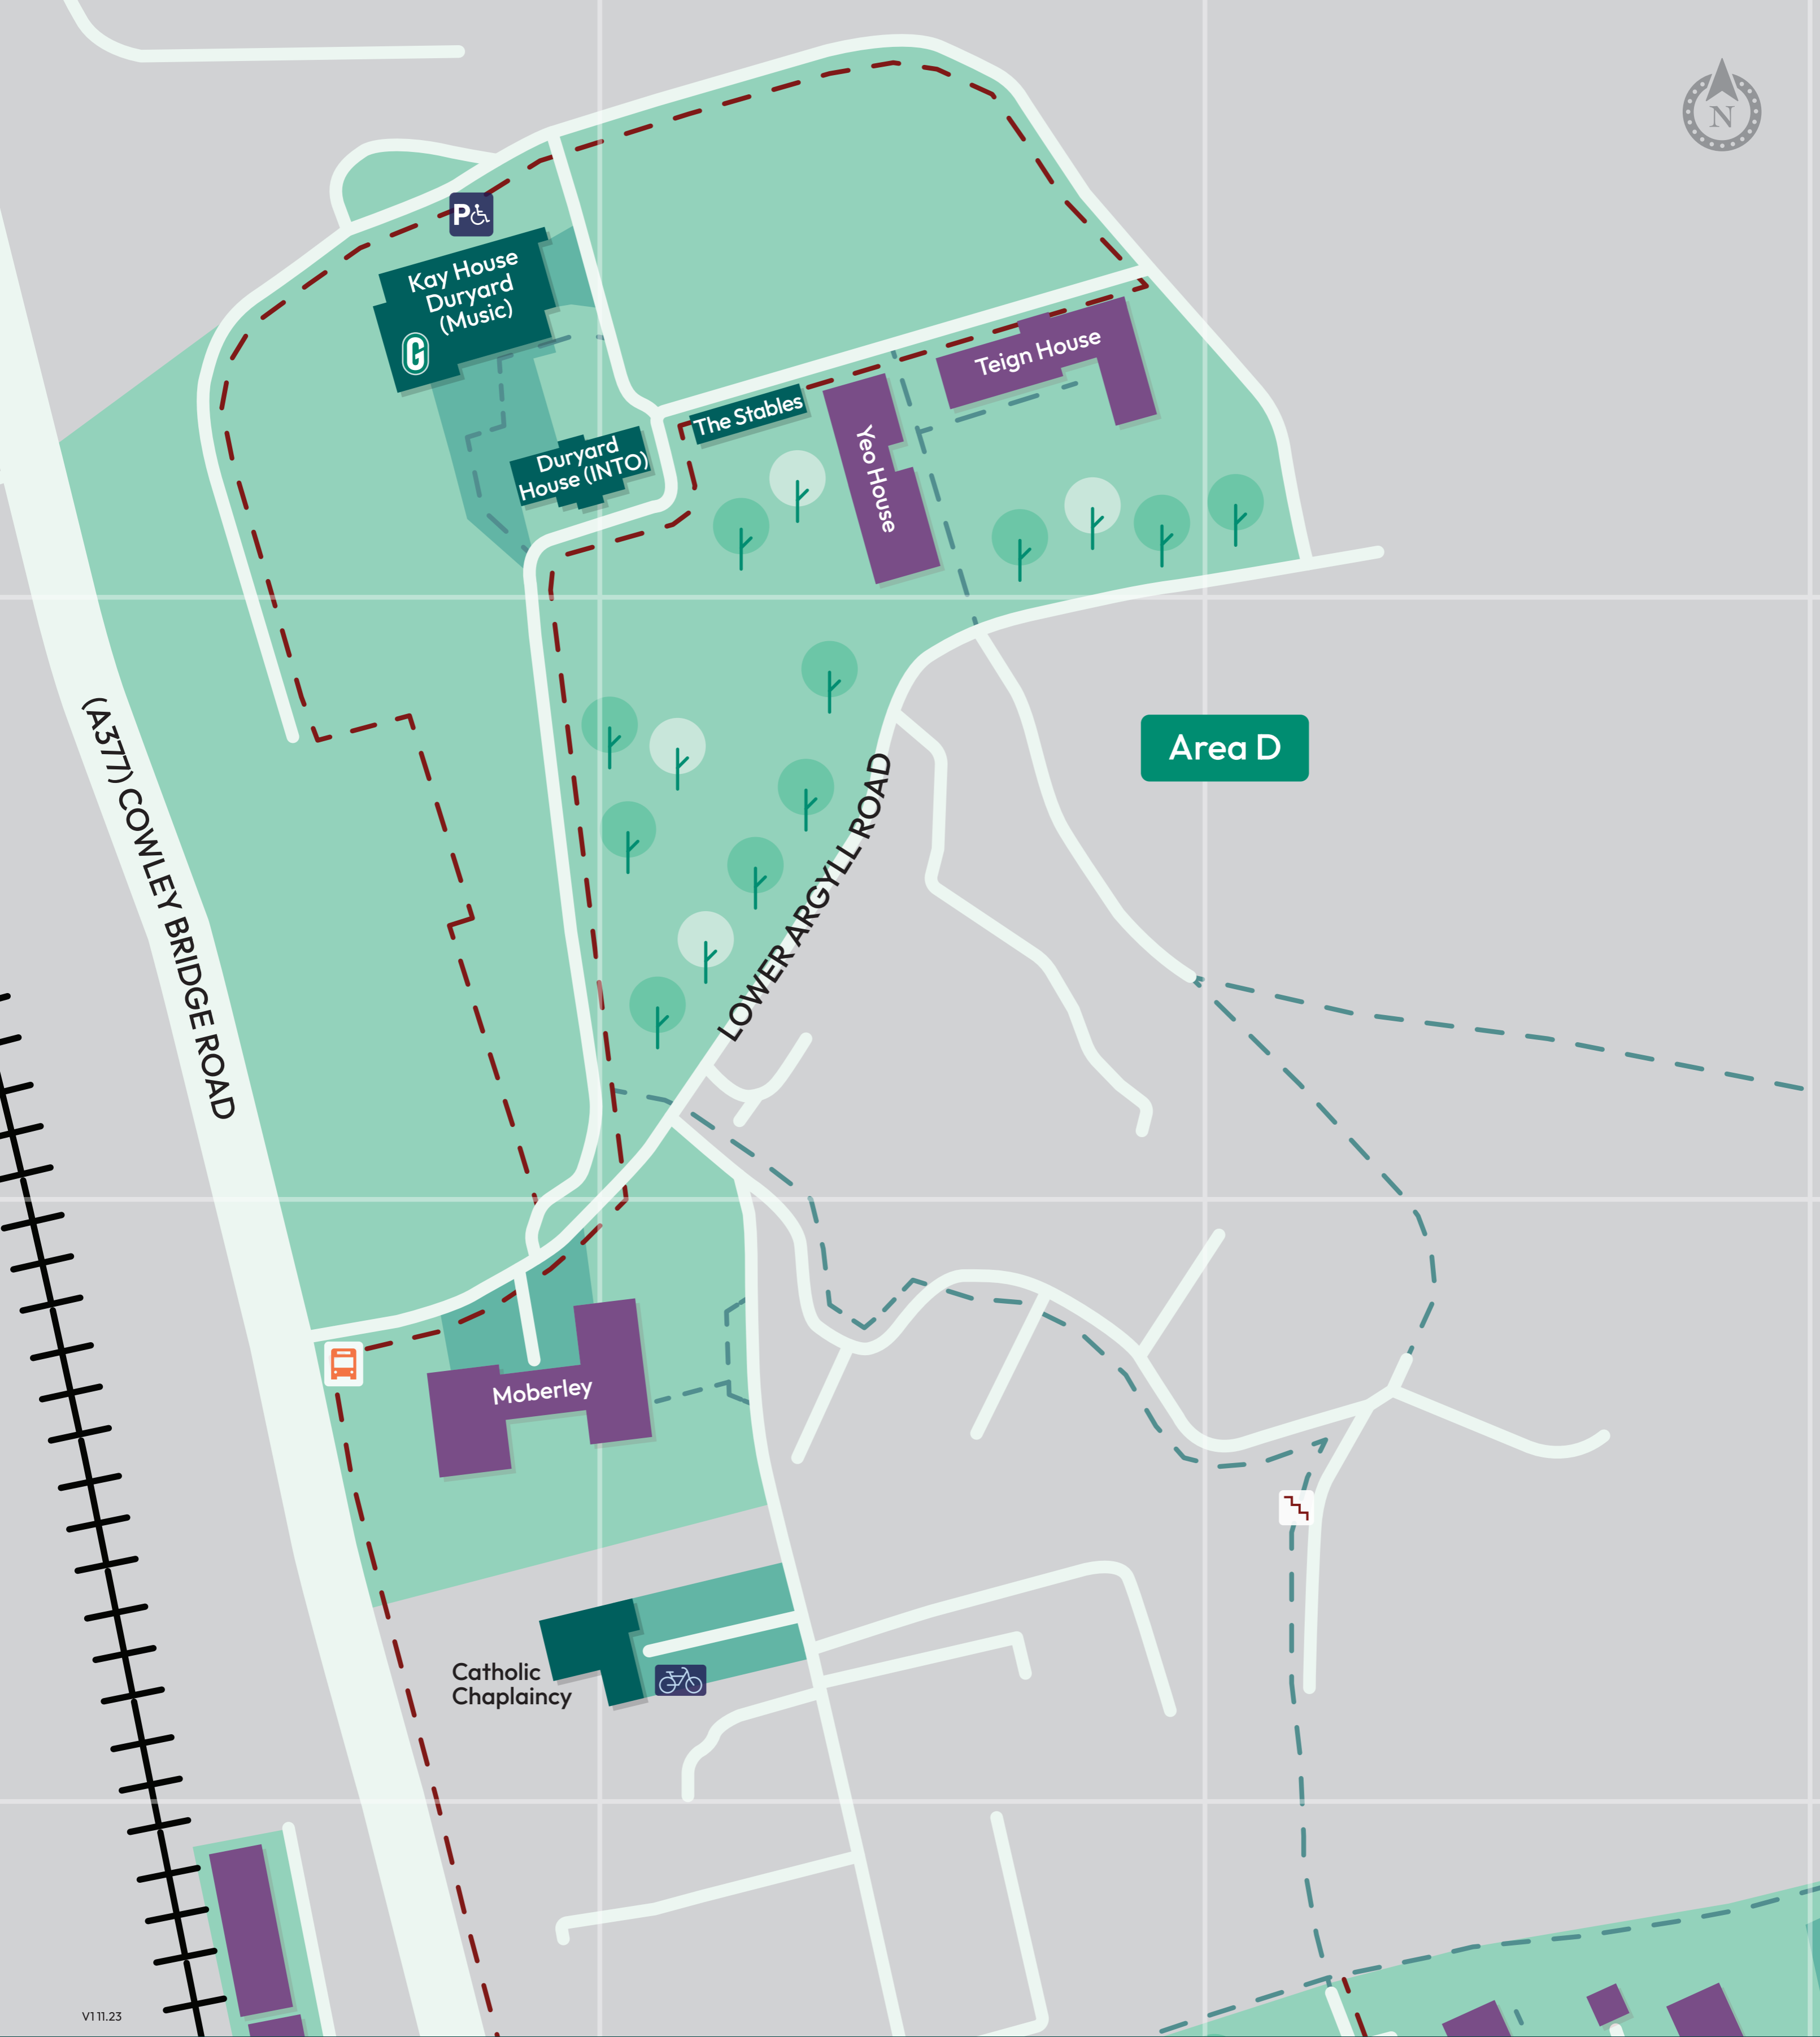 N
P
Kay House
Duryard
(Music)
G
Teign House
The Stables
Yeo House
Duryard
House (INTO)
Area D
(A377) COWLEY BRIDGE ROAD
LOWER ARGYLL ROAD
Moberley
Catholic
Chaplaincy
V1 11.23